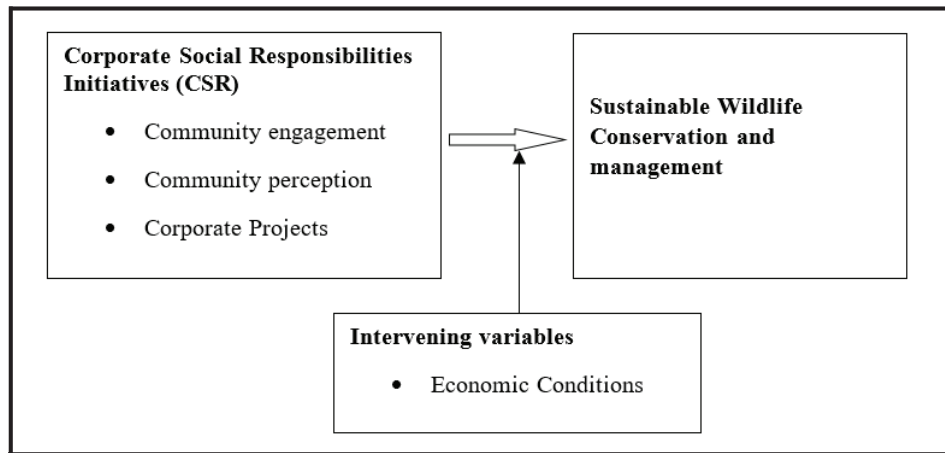 Corporate Social Responsibilities
Initiatives (CSR)
• Community engagement
• Community perception
• Corporate Projects
Sustainable Wildlife
Conservation and
management
Intervening variables
• Economic Conditions